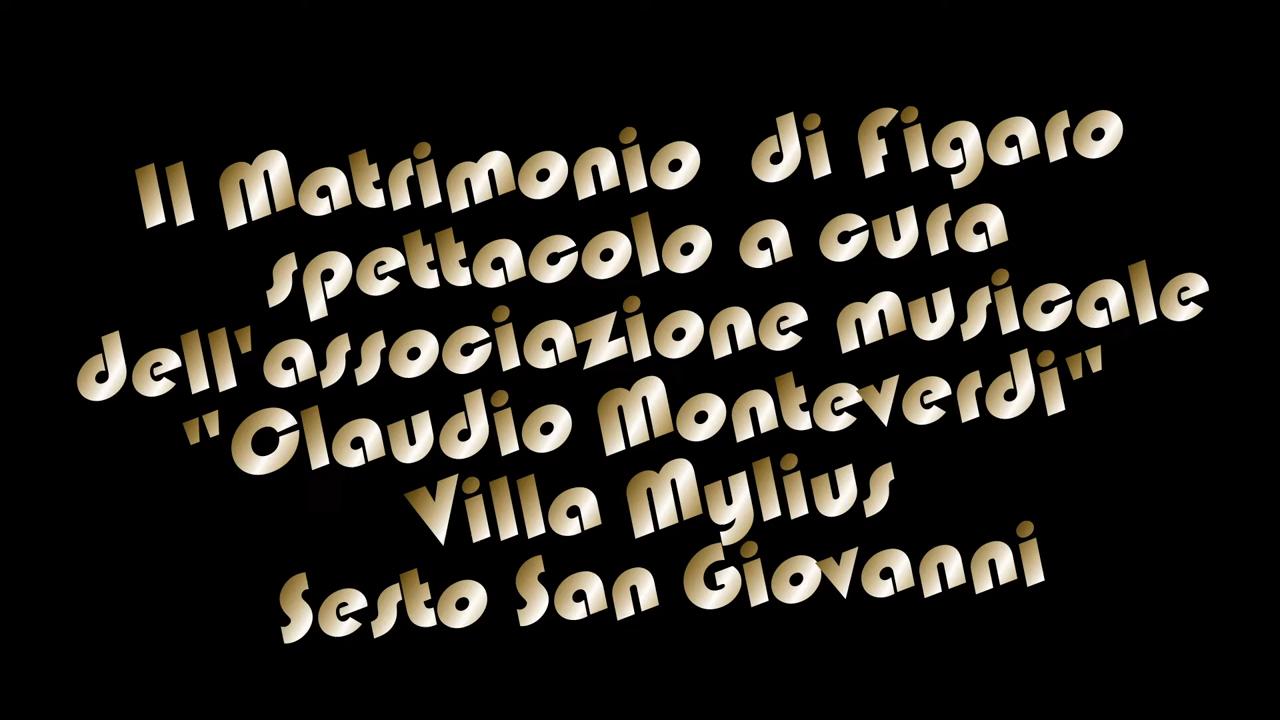 Il Matrimonio di Figaro
spettacolo a cura
dell'associazione musicale
"Claudio Monteverdi"
Villa Mylius
Sesto San Giovanni